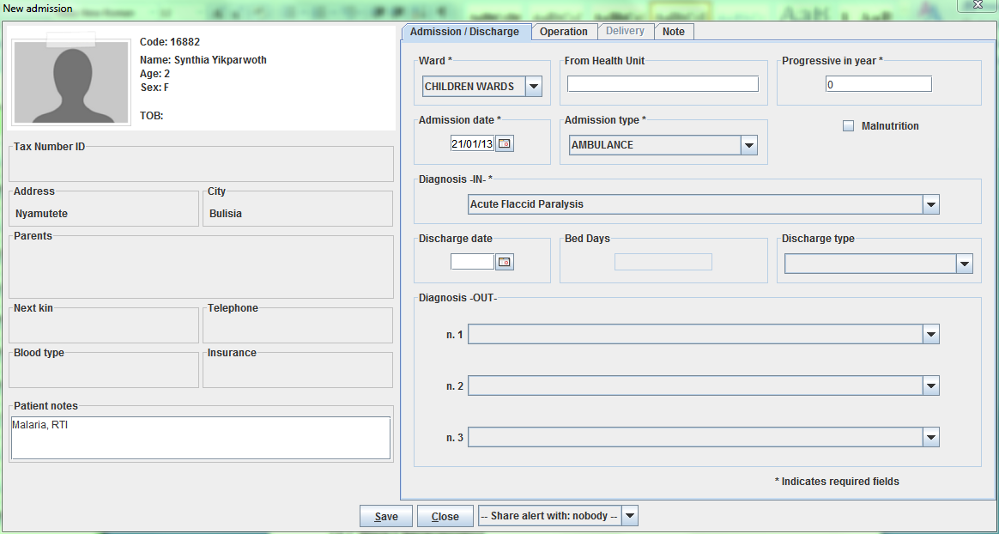 New admission
Code: 16882
Name: Synthia Yikparwoth
Age: 2
Sex: F
TOB:
Tax Number ID
Address
Nyamutete
City
Bulisia
Parents
Next kin
Telephone
Blood type
Insurance
Patient notes
Malaria, RTI
Admission / Discharge
Operation
Delivery
Note
Ward *
CHILDREN WARDS
From Health Unit
Progressive in year *
0
Admission date *
21/01/13
Admission type *
AMBULANCE
Malnutrition
Diagnosis -IN- *
Acute Flaccid Paralysis
Discharge date
Bed Days
Discharge type
Diagnosis -OUT-
n. 1
n. 2
n. 3
* Indicates required fields
Save
Close
-- Share alert with: nobody --